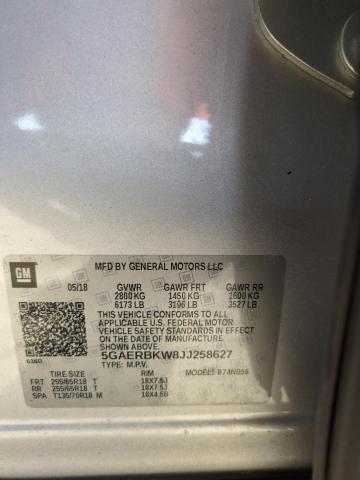 GM
MFD BY GENERAL MOTORS LLC
05/18 GVWR GAWR FRT GAWR RR
2800 KG 1450 KG 1600 KG
6173 LB 3196 LB 3527 LB
THIS VEHICLE CONFORMS TO ALL
APPLICABLE U.S. FEDERAL MOTOR
VEHICLE SAFETY STANDARDS IN EFFECT
ON THE DATE OF MANUFACTURE
SHOWN ABOVE.
5GAERBKW8JJ258627
TYPE: M.P.V. MODEL:
TIRE SIZE RIM
FRT 255/65R18 T 18X7.5J
RR 255/65R18 T 18X7.5J
SPA T135/70R18 M 18X4.5B